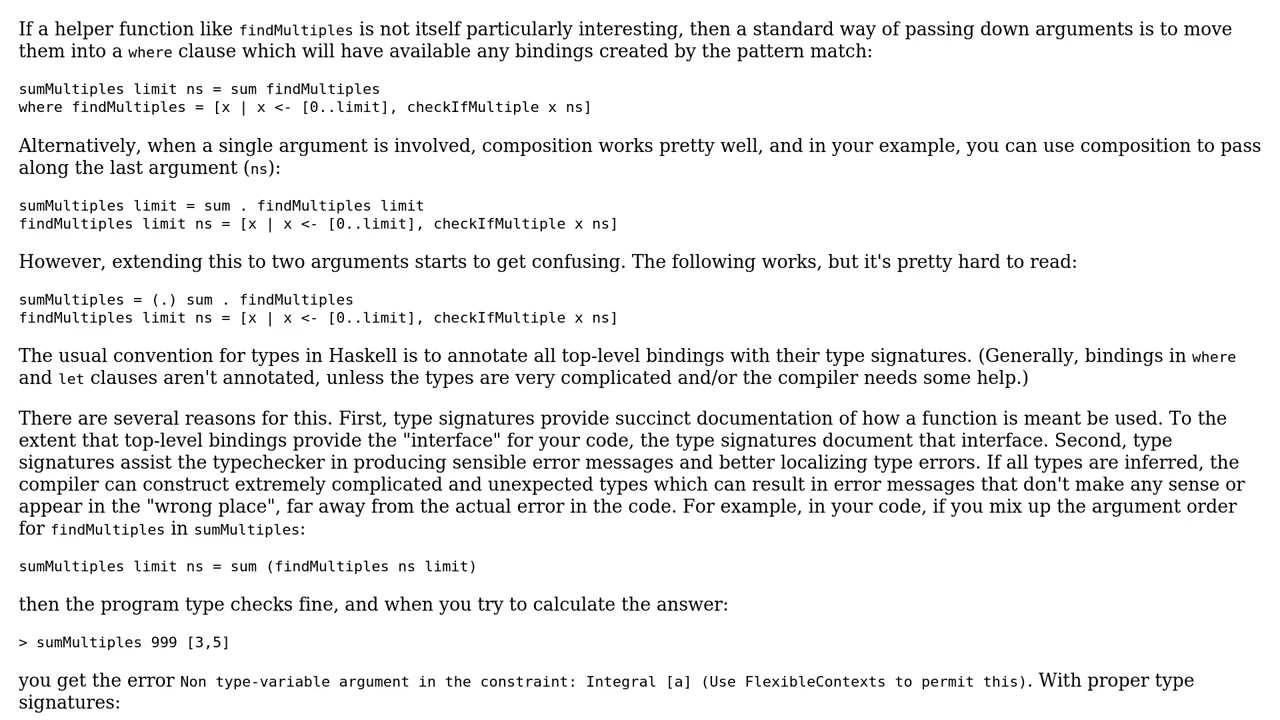 If a helper function like findMultiples is not itself particularly interesting, then a standard way of passing down arguments is to move
them into a where clause which will have available any bindings created by the pattern match:
sumMultiples limit ns = sum findMultiples
where findMultiples = [x | x <- [0..limit], checkIfMultiple x ns]
Alternatively, when a single argument is involved, composition works pretty well, and in your example, you can use composition to pass
along the last argument (ns):
sumMultiples limit = sum . findMultiples limit
findMultiples limit ns = [x | x <- [0..limit], checkIfMultiple x ns]
However, extending this to two arguments starts to get confusing. The following works, but it's pretty hard to read:
sumMultiples = (.) sum . findMultiples
findMultiples limit ns = [x | x <- [0..limit], checkIfMultiple x ns]
The usual convention for types in Haskell is to annotate all top-level bindings with their type signatures. (Generally, bindings in where
and let clauses aren't annotated, unless the types are very complicated and/or the compiler needs some help.)
There are several reasons for this. First, type signatures provide succinct documentation of how a function is meant be used. To the
extent that top-level bindings provide the "interface" for your code, the type signatures document that interface. Second, type
signatures assist the typechecker in producing sensible error messages and better localizing type errors. If all types are inferred, the
compiler can construct extremely complicated and unexpected types which can result in error messages that don't make any sense or
appear in the "wrong place", far away from the actual error in the code. For example, in your code, if you mix up the argument order
for findMultiples in sumMultiples:
sumMultiples limit ns = sum (findMultiples ns limit)
then the program type checks fine, and when you try to calculate the answer:
> sumMultiples 999 [3,5]
you get the error Non type-variable argument in the constraint: Integral [a] (Use FlexibleContexts to permit this). With proper type
signatures: